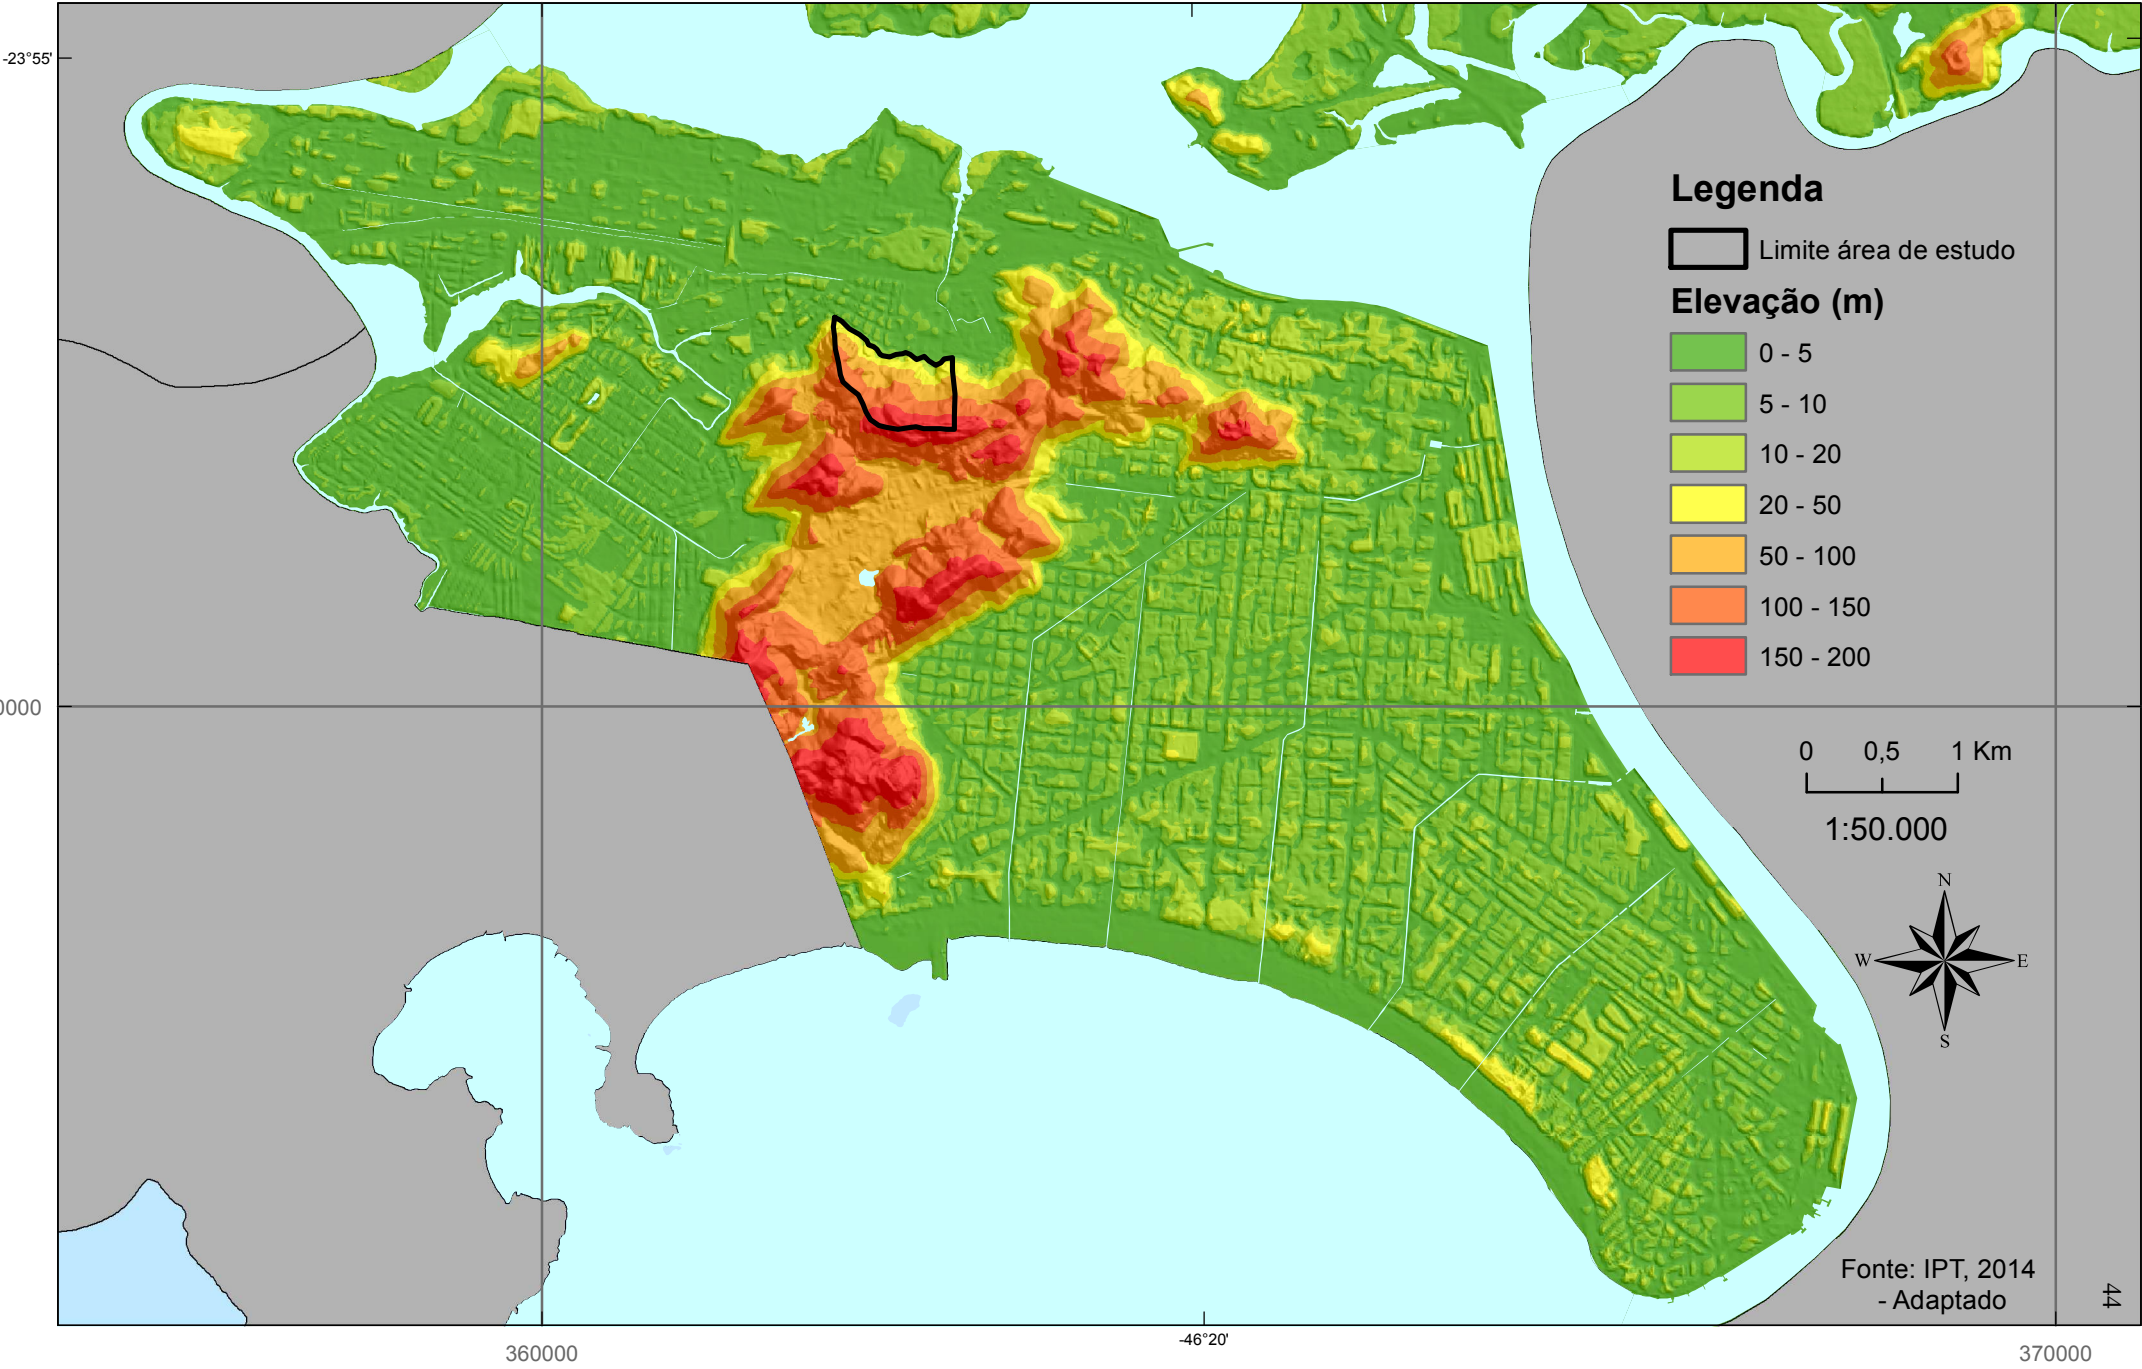 -23°55'
Legenda
Limite área de estudo
Elevação (m)
0 - 5
5 - 10
10 - 20
20 - 50
50 - 100
100 - 150
150 - 200
0000
0 0,5 1 Km
1:50.000
N
W E
S
Fonte: IPT, 2014
- Adaptado
44
-46°20'
360000
370000